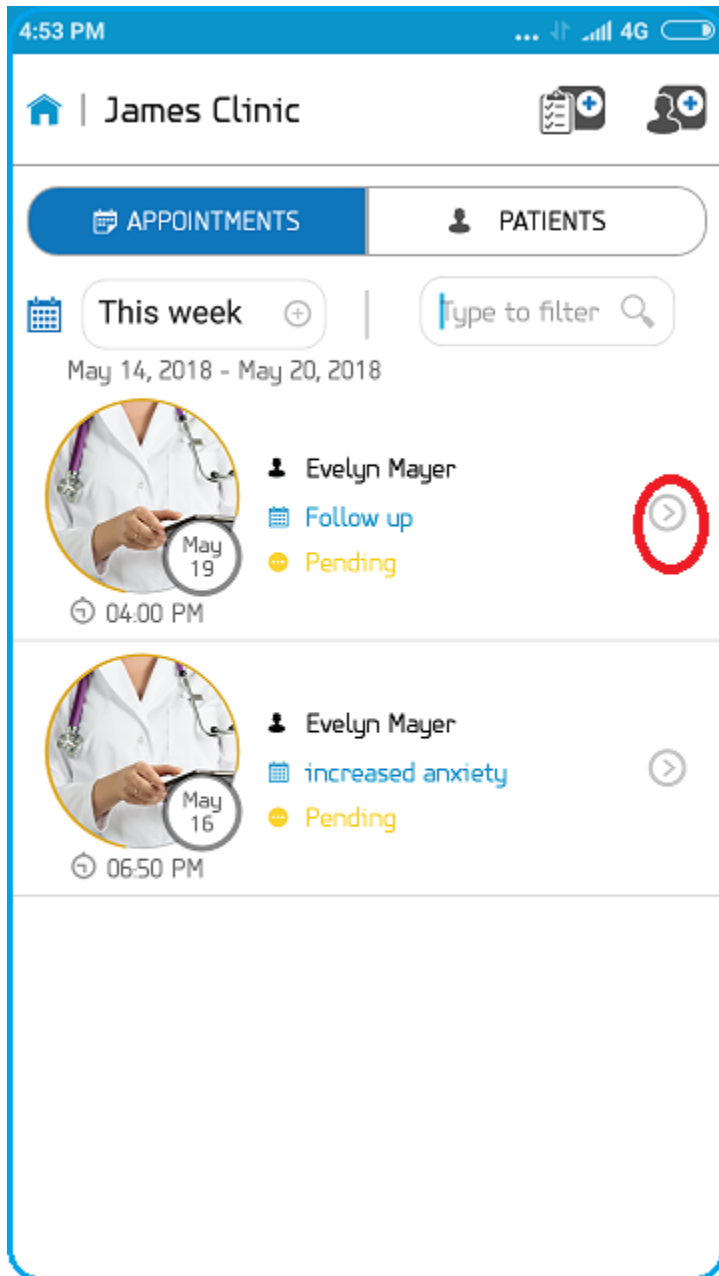 4:53 PM ... 4G
James Clinic
APPOINTMENTS PATIENTS
This week Type to filter
May 14, 2018 - May 20, 2018
Evelyn Mayer
Follow up
May
19
Pending
04:00 PM
Evelyn Mayer
increased anxiety
May
16
Pending
06:50 PM